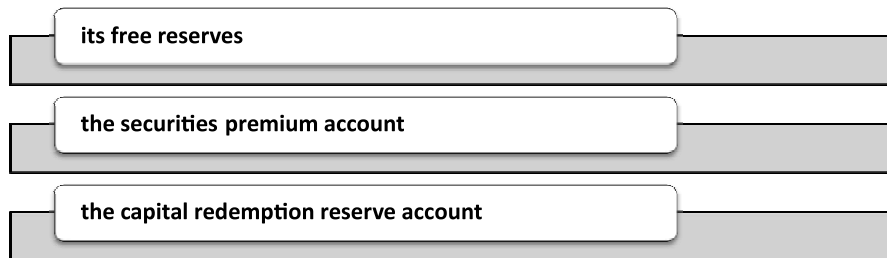 its free reserves
the securities premium account
the capital redemption reserve account